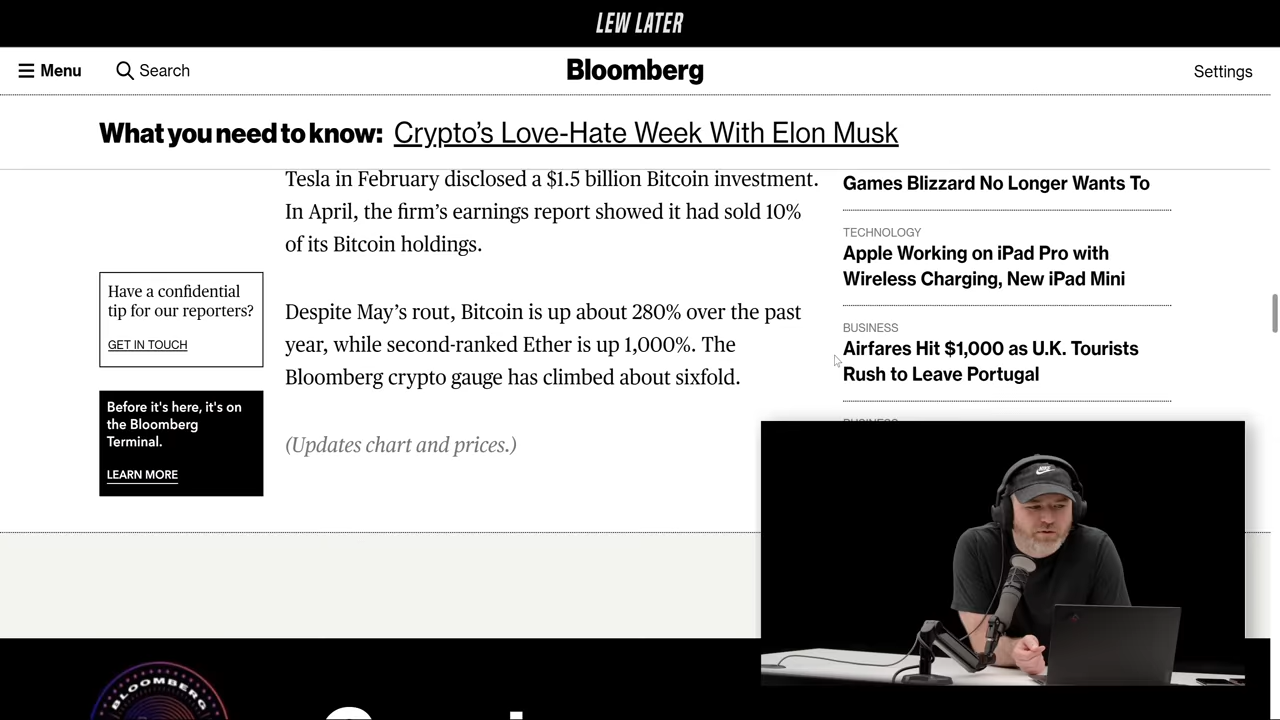 LEW LATER
Menu
Search
Bloomberg
Settings
What you need to know: Crypto’s Love-Hate Week With Elon Musk
Tesla in February disclosed a $1.5 billion Bitcoin investment.
In April, the firm’s earnings report showed it had sold 10%
of its Bitcoin holdings.
Despite May’s rout, Bitcoin is up about 280% over the past
year, while second-ranked Ether is up 1,000%. The
Bloomberg crypto gauge has climbed about sixfold.
(Updates chart and prices.)
Have a confidential
tip for our reporters?
GET IN TOUCH
Before it's here, it's on
the Bloomberg
Terminal.
LEARN MORE
Games Blizzard No Longer Wants To
TECHNOLOGY
Apple Working on iPad Pro with
Wireless Charging, New iPad Mini
BUSINESS
Airfares Hit $1,000 as U.K. Tourists
Rush to Leave Portugal
BUSINESS
BLOOMBERG